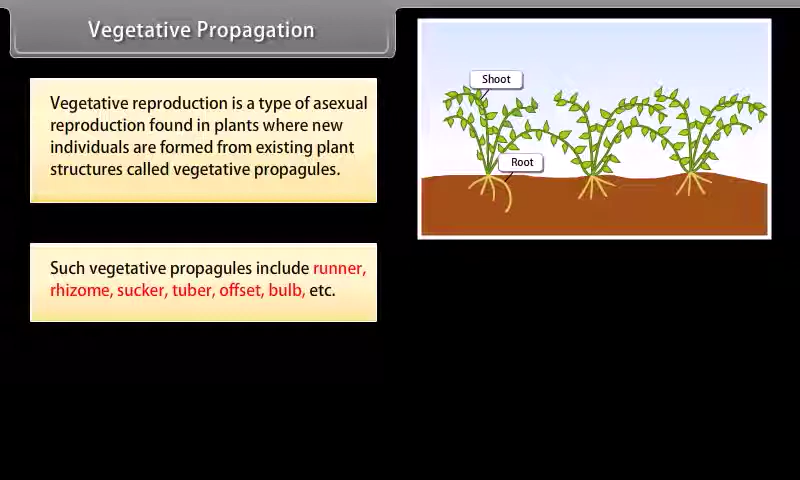 Vegetative Propagation
Vegetative reproduction is a type of asexual
reproduction found in plants where new
individuals are formed from existing plant
structures called vegetative propagules.
Such vegetative propagules include runner,
rhizome, sucker, tuber, offset, bulb, etc.
Shoot
Root